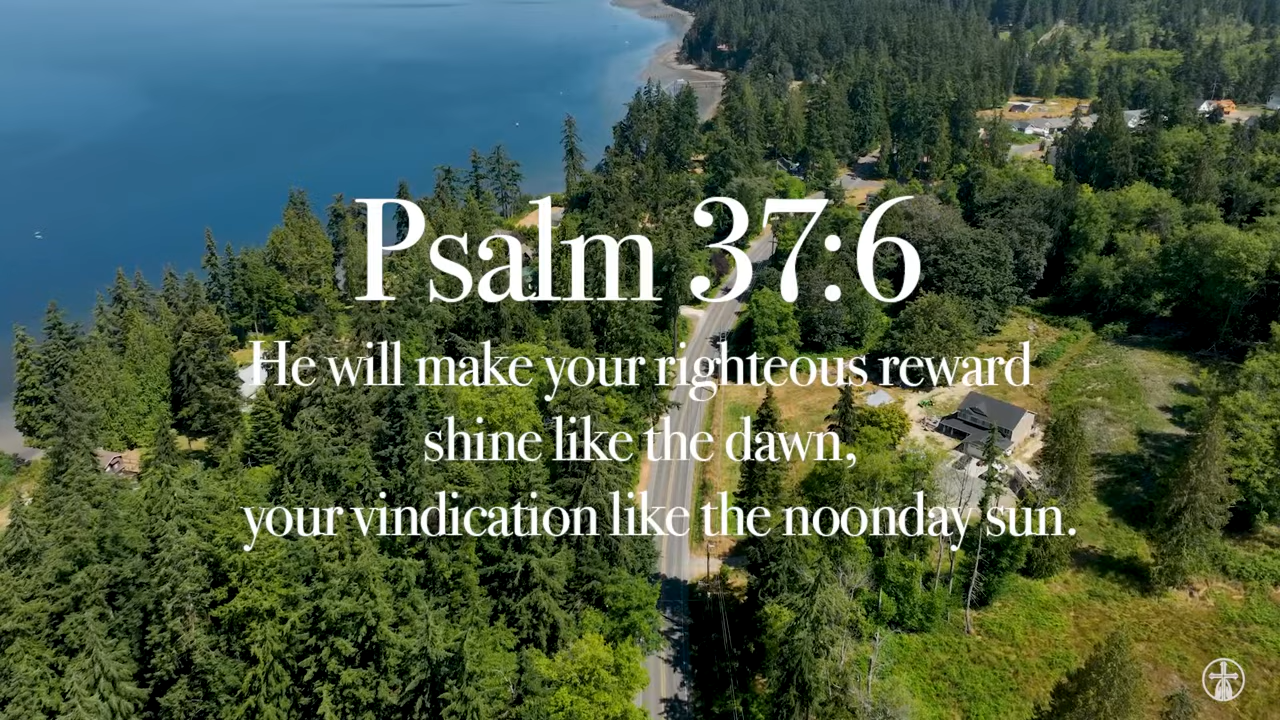 Psalm 37:6
He will make your righteous reward
shine like the dawn,
your vindication like the noonday sun.